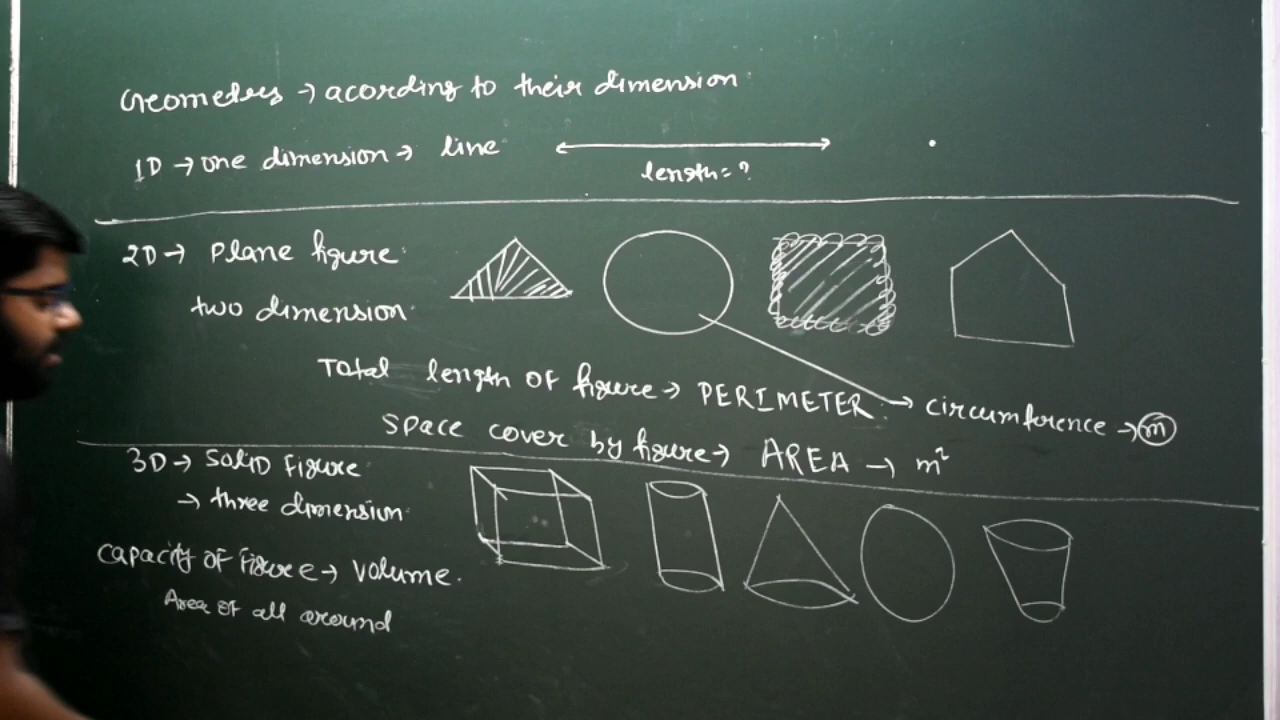 Geometres → acording to their dimension
1D → one dimension → line
length = ?
2D → Plane figure
two dimension
Total length of figure → PERIMETER → circumference → m
Space cover by figure → AREA → m²
3D → Solid Figure
→ three dimension
Capacity of Figure → Volume.
Area of all around